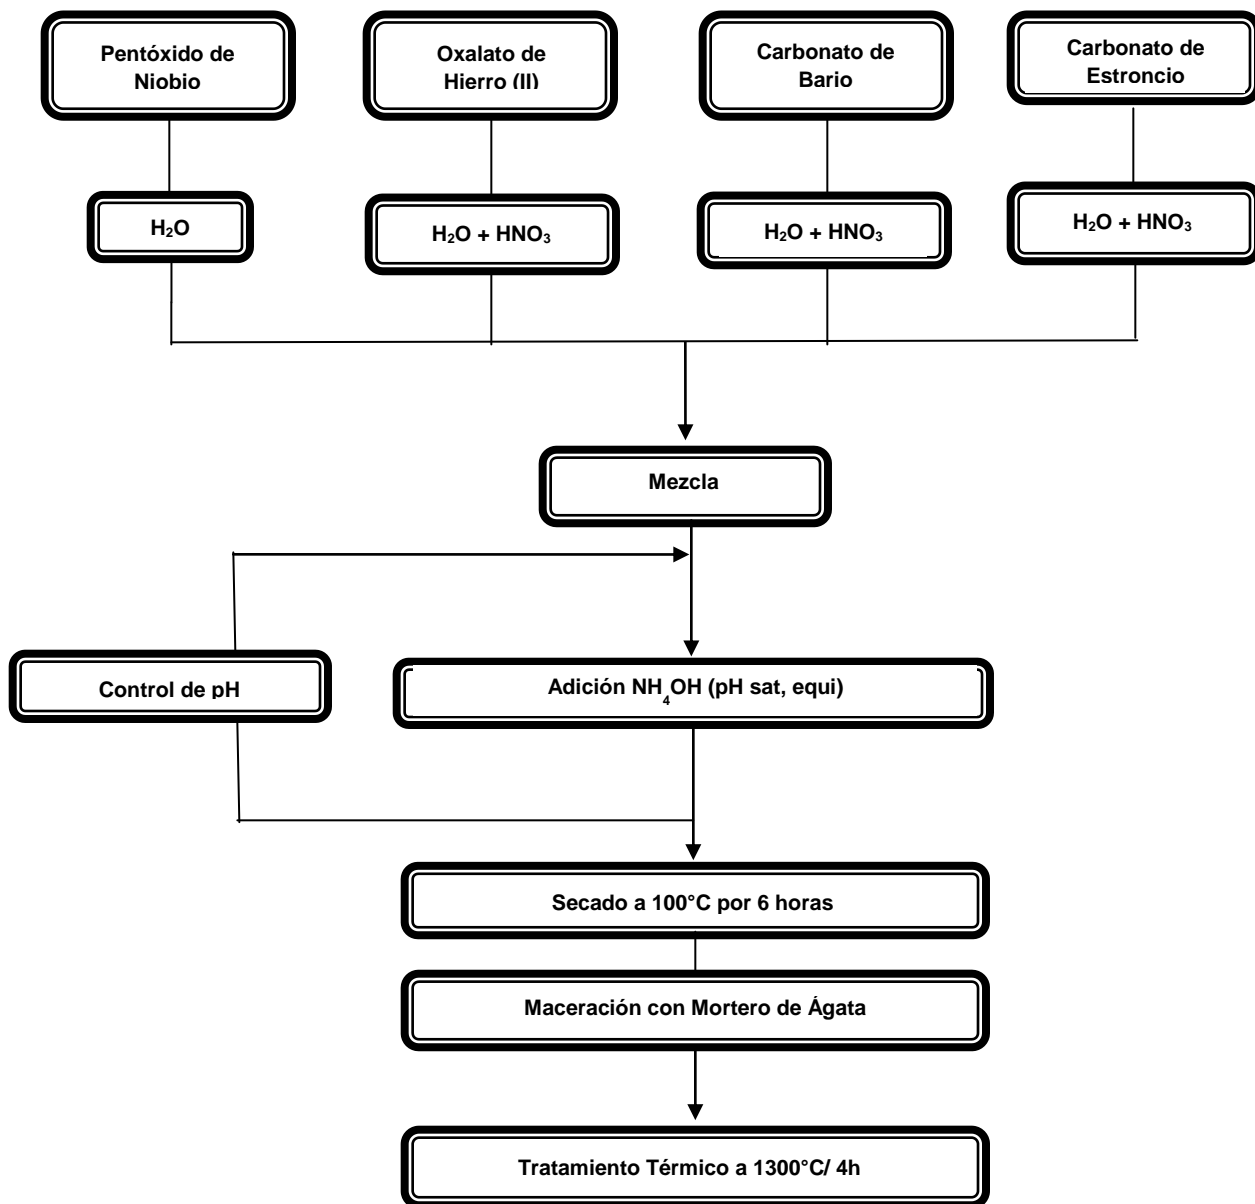 Pentóxido de
Niobio
Oxalato de
Hierro (II)
Carbonato de
Bario
Carbonato de
Estroncio
H₂O
H₂O + HNO₃
H₂O + HNO₃
H₂O + HNO₃
Mezcla
Control de pH
Adición NH₄OH (pH sat, equi)
Secado a 100°C por 6 horas
Maceración con Mortero de Ágata
Tratamiento Térmico a 1300°C/ 4h